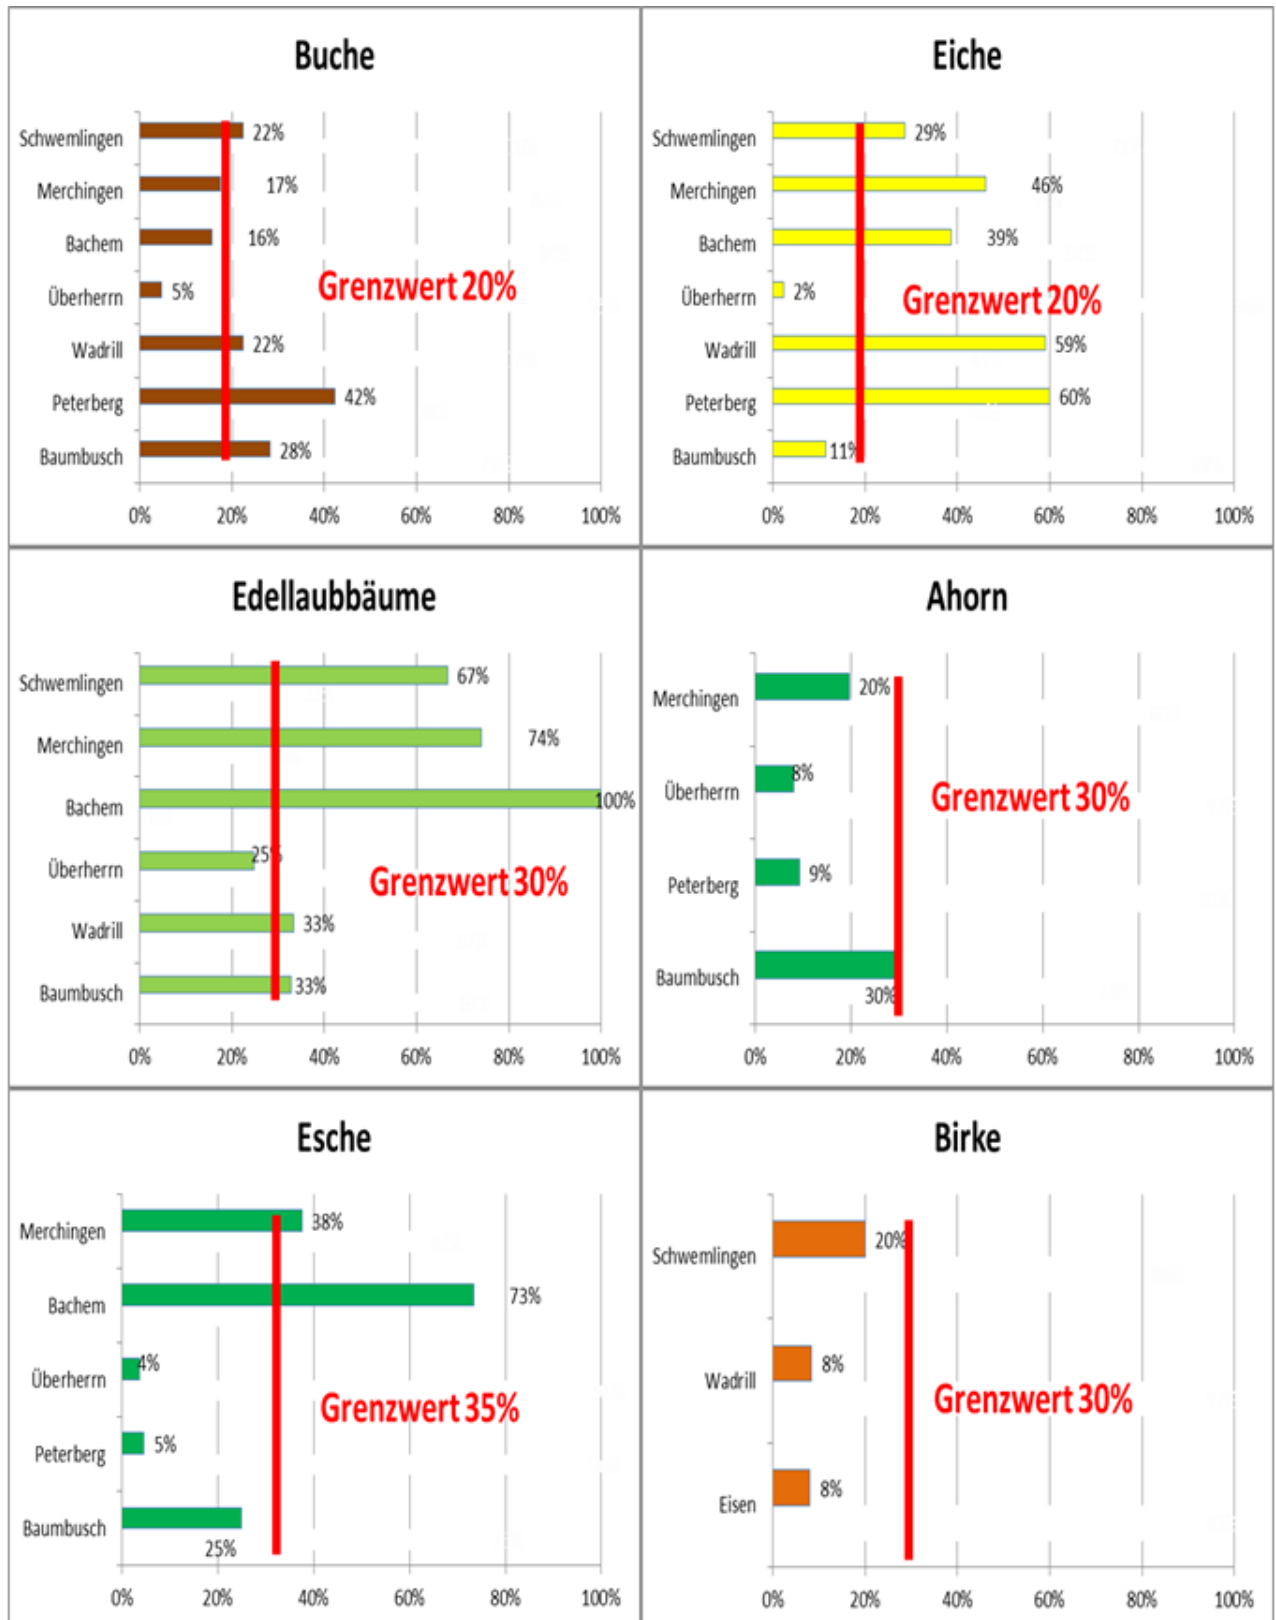 Buche
Schwemlingen 22%
Merchingen 17%
Bachem 16%
Überherrn 5%
Grenzwert 20%
Wadrill 22%
Peterberg 42%
Baumbusch 28%
0% 20% 40% 60% 80% 100%
Eiche
Schwemlingen 29%
Merchingen 46%
Bachem 39%
Überherrn 2%
Grenzwert 20%
Wadrill 59%
Peterberg 60%
Baumbusch 11%
0% 20% 40% 60% 80% 100%
Edellaubbäume
Schwemlingen 67%
Merchingen 74%
Bachem 100%
Überherrn 25%
Grenzwert 30%
Wadrill 33%
Baumbusch 33%
0% 20% 40% 60% 80% 100%
Ahorn
Merchingen 20%
Überherrn 8%
Grenzwert 30%
Peterberg 9%
Baumbusch 30%
0% 20% 40% 60% 80% 100%
Esche
Merchingen 38%
Bachem 73%
Überherrn 4%
Grenzwert 35%
Peterberg 5%
Baumbusch 25%
0% 20% 40% 60% 80% 100%
Birke
Schwemlingen 20%
Wadrill 8%
Grenzwert 30%
Eisen 8%
0% 20% 40% 60% 80% 100%